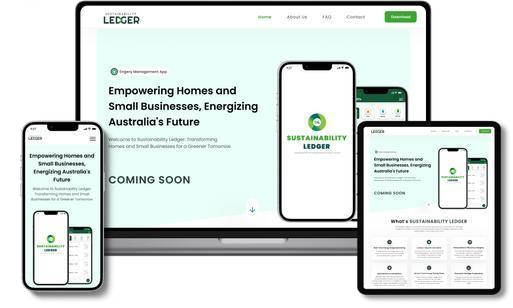 SUSTAINABILITY
LEDGER
Home
About Us
FAQ
Contact
Download
Engery Management App
Empowering Homes and
Small Businesses, Energizing
Australia's Future
Welcome to Sustainability Ledger: Transforming
Homes and Small Businesses for a Greener Tomorrow
COMING SOON
SUSTAINABILITY
LEDGER
LEDGER
Empowering Homes and
Small Businesses,
Energizing Australia's
Future
Welcome to Sustainability Ledger: Transforming
Homes and Small Businesses for a Greener Tomorrow
SUSTAINABILITY
LEDGER
LEDGER
Empowering Homes and
Small Businesses, Energizing
Australia's Future
COMING SOON
SUSTAINABILITY
LEDGER
What's SUSTAINABILITY LEDGER